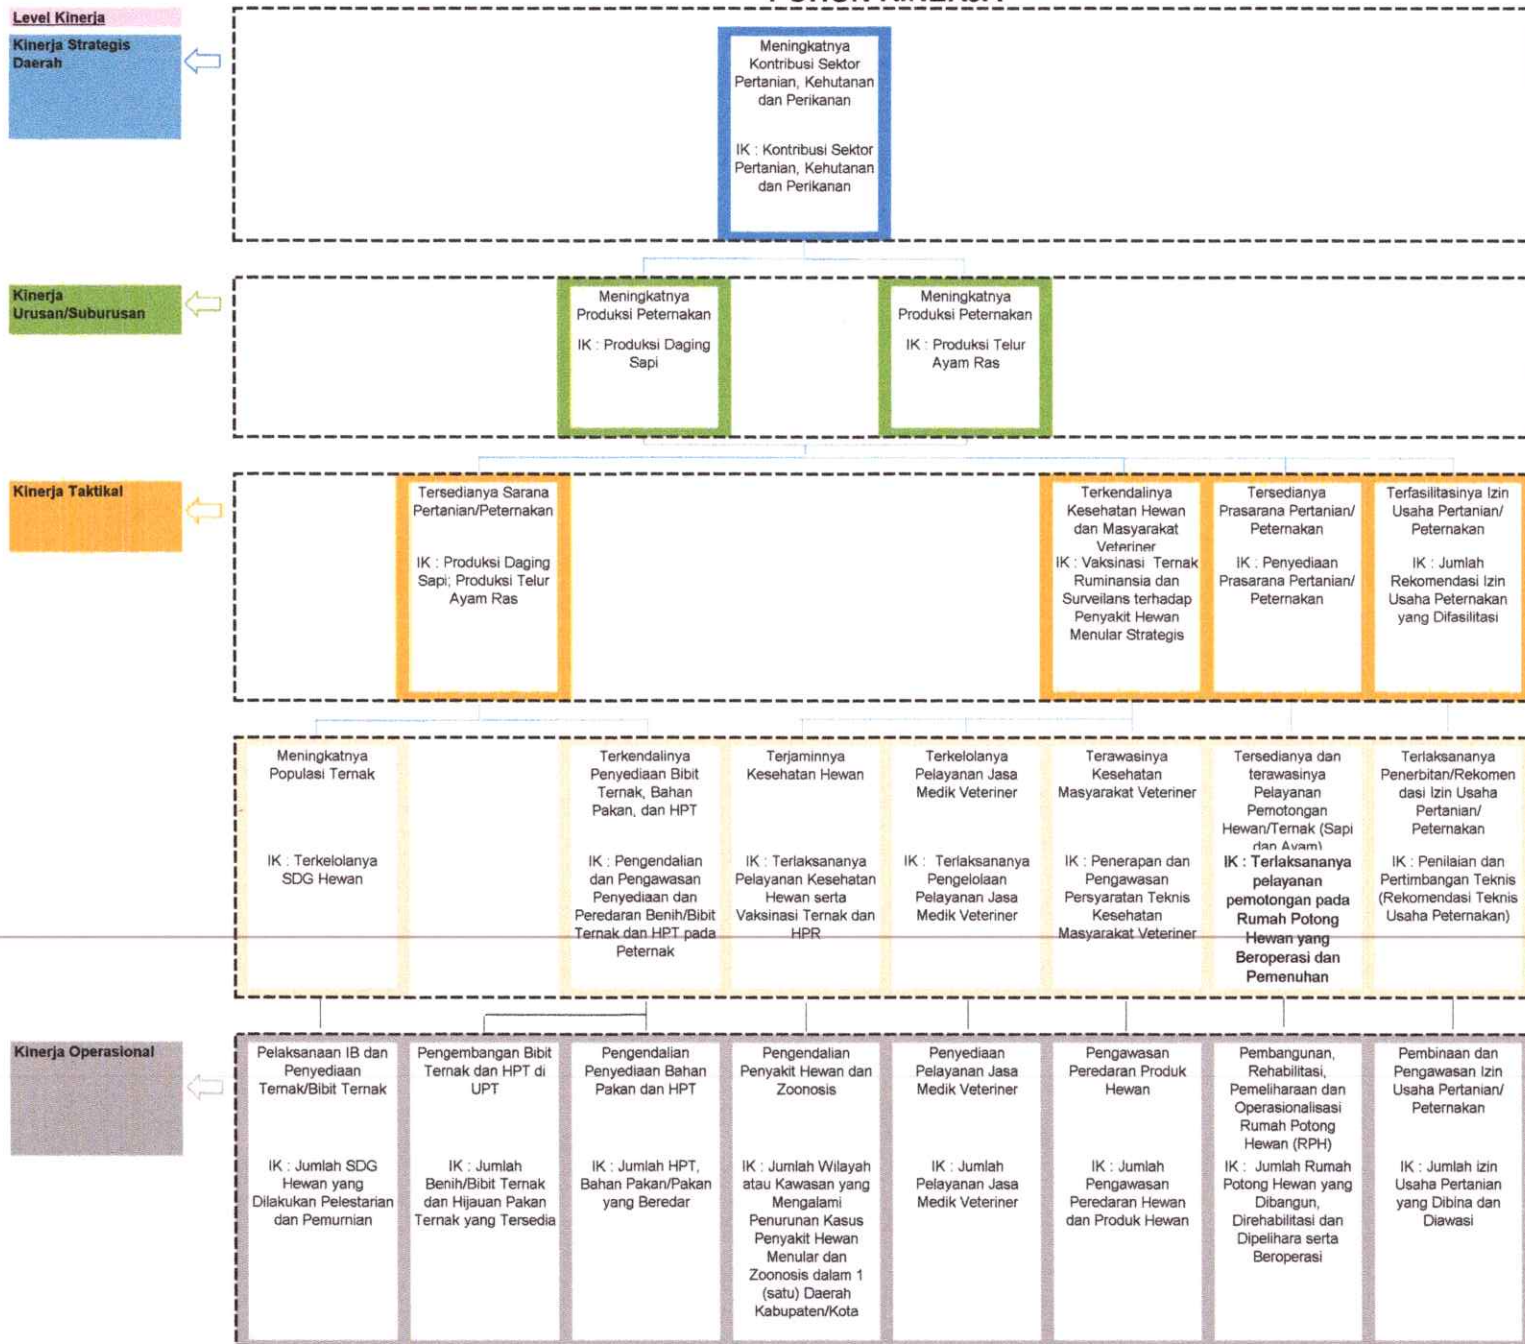 POHON KINERJA
Level Kinerja
Kinerja Strategis
Daerah
Meningkatnya
Kontribusi Sektor
Pertanian, Kehutanan
dan Perikanan
IK : Kontribusi Sektor
Pertanian, Kehutanan
dan Perikanan
Kinerja
Urusan/Suburusan
Meningkatnya
Produksi Peternakan
IK : Produksi Daging
Sapi
Meningkatnya
Produksi Peternakan
IK : Produksi Telur
Ayam Ras
Kinerja Taktikal
Tersedianya Sarana
Pertanian/Peternakan
IK : Produksi Daging
Sapi; Produksi Telur
Ayam Ras
Terkendalinya
Kesehatan Hewan
dan Masyarakat
Veteriner
IK : Vaksinasi Ternak
Ruminansia dan
Surveilans terhadap
Penyakit Hewan
Menular Strategis
Tersedianya
Prasarana Pertanian/
Peternakan
IK : Penyediaan
Prasarana Pertanian/
Peternakan
Terfasilitasinya Izin
Usaha Pertanian/
Peternakan
IK : Jumlah
Rekomendasi Izin
Usaha Peternakan
yang Difasilitasi
Meningkatnya
Populasi Ternak
IK : Terkelolanya
SDG Hewan
Terkendalinya
Penyediaan Bibit
Ternak, Bahan
Pakan, dan HPT
IK : Pengendalian
dan Pengawasan
Penyediaan dan
Peredaran Benih/Bibit
Ternak dan HPT pada
Peternak
Terjaminnya
Kesehatan Hewan
IK : Terlaksananya
Pelayanan Kesehatan
Hewan serta
Vaksinasi Ternak dan
HPR
Terkelolanya
Pelayanan Jasa
Medik Veteriner
IK : Terlaksananya
Pengelolaan
Pelayanan Jasa
Medik Veteriner
Terawasinya
Kesehatan
Masyarakat Veteriner
IK : Penerapan dan
Pengawasan
Persyaratan Teknis
Kesehatan
Masyarakat Veteriner
Tersedianya dan
terawasinya
Pelayanan
Pemotongan
Hewan/Ternak (Sapi
dan Ayam)
IK : Terlaksananya
pelayanan
pemotongan pada
Rumah Potong
Hewan yang
Beroperasi dan
Pemenuhan
Terlaksananya
Penerbitan/Rekomen
dasi Izin Usaha
Pertanian/
Peternakan
IK : Penilaian dan
Pertimbangan Teknis
(Rekomendasi Teknis
Usaha Peternakan)
Kinerja Operasional
Pelaksanaan IB dan
Penyediaan
Ternak/Bibit Ternak
IK : Jumlah SDG
Hewan yang
Dilakukan Pelestarian
dan Pemurnian
Pengembangan Bibit
Ternak dan HPT di
UPT
IK : Jumlah
Benih/Bibit Ternak
dan Hijauan Pakan
Ternak yang Tersedia
Pengendalian
Penyediaan Bahan
Pakan dan HPT
IK : Jumlah HPT,
Bahan Pakan/Pakan
yang Beredar
Pengendalian
Penyakit Hewan dan
Zoonosis
IK : Jumlah Wilayah
atau Kawasan yang
Mengalami
Penurunan Kasus
Penyakit Hewan
Menular dan
Zoonosis dalam 1
(satu) Daerah
Kabupaten/Kota
Penyediaan
Pelayanan Jasa
Medik Veteriner
IK : Jumlah
Pelayanan Jasa
Medik Veteriner
Pengawasan
Peredaran Produk
Hewan
IK : Jumlah
Pengawasan
Peredaran Hewan
dan Produk Hewan
Pembangunan,
Rehabilitasi,
Pemeliharaan dan
Operasionalisasi
Rumah Potong
Hewan (RPH)
IK : Jumlah Rumah
Potong Hewan yang
Dibangun,
Direhabilitasi dan
Dipelihara serta
Beroperasi
Pembinaan dan
Pengawasan Izin
Usaha Pertanian/
Peternakan
IK : Jumlah izin
Usaha Pertanian
yang Dibina dan
Diawasi